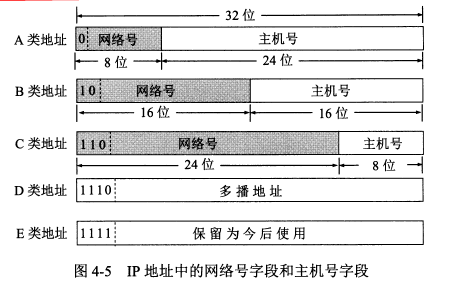 32 位
A 类地址 0 网络号 主机号
8 位 24 位
B 类地址 10 网络号 主机号
16 位 16 位
C 类地址 110 网络号 主机号
24 位 8 位
D 类地址 1110 多播地址
E 类地址 1111 保留为今后使用
图 4-5 IP 地址中的网络号字段和主机号字段